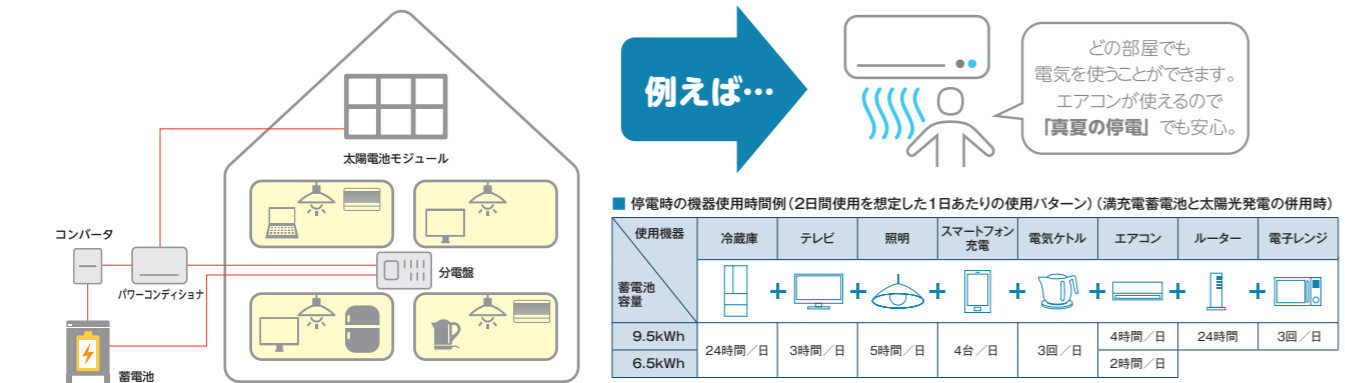 太陽電池モジュール
コンバータ
パワーコンディショナ
分電盤
蓄電池
例えば…
どの部屋でも
電気を使うことができます。
エアコンが使えるので
「真夏の停電」でも安心。
■ 停電時の機器使用時間例(2日間使用を想定した1日あたりの使用パターン)(満充電蓄電池と太陽光発電の併用時)
使用機器
蓄電池
容量
冷蔵庫
テレビ
照明
スマートフォン
充電
電気ケトル
エアコン
ルーター
電子レンジ
+ + + + + + +
9.5kWh
24時間/日
3時間/日
5時間/日
4台/日
3回/日
4時間/日
24時間
3回/日
6.5kWh
2時間/日